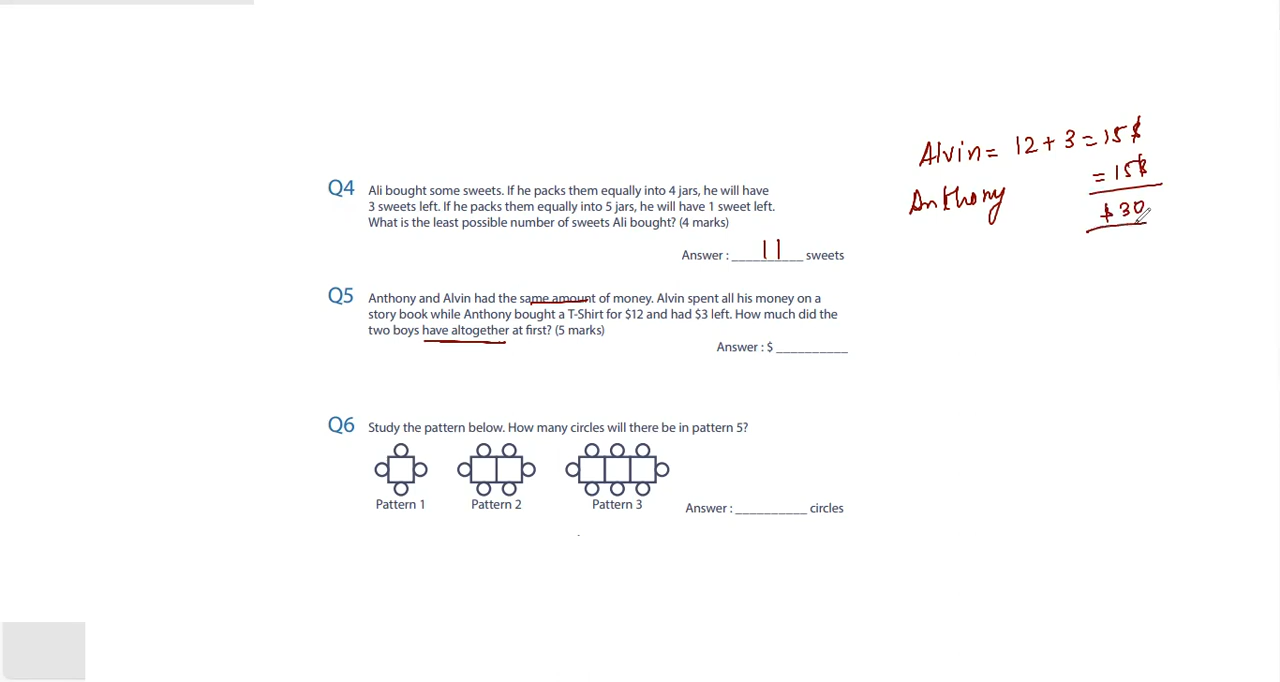 Alvin= 12+3=15$
Anthony =15$
$30
Q4 Ali bought some sweets. If he packs them equally into 4 jars, he will have
3 sweets left. If he packs them equally into 5 jars, he will have 1 sweet left.
What is the least possible number of sweets Ali bought? (4 marks)
Answer : __11__ sweets
Q5 Anthony and Alvin had the same amount of money. Alvin spent all his money on a
story book while Anthony bought a T-Shirt for $12 and had $3 left. How much did the
two boys have altogether at first? (5 marks)
Answer : $ __________
Q6 Study the pattern below. How many circles will there be in pattern 5?
Pattern 1 Pattern 2 Pattern 3 Answer : __________ circles